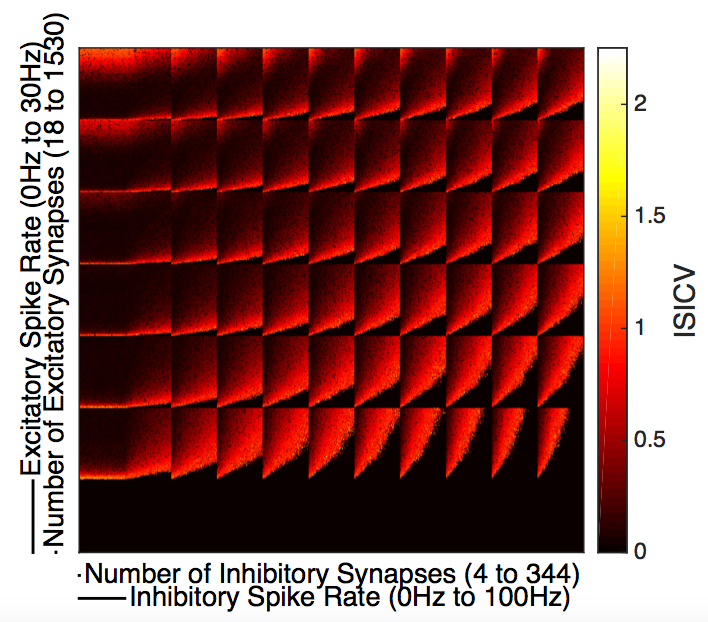 Excitatory Spike Rate (0Hz to 30Hz)
·Number of Excitatory Synapses (18 to 1530)
2
1.5
1
0.5
0
ISICV
·Number of Inhibitory Synapses (4 to 344)
Inhibitory Spike Rate (0Hz to 100Hz)